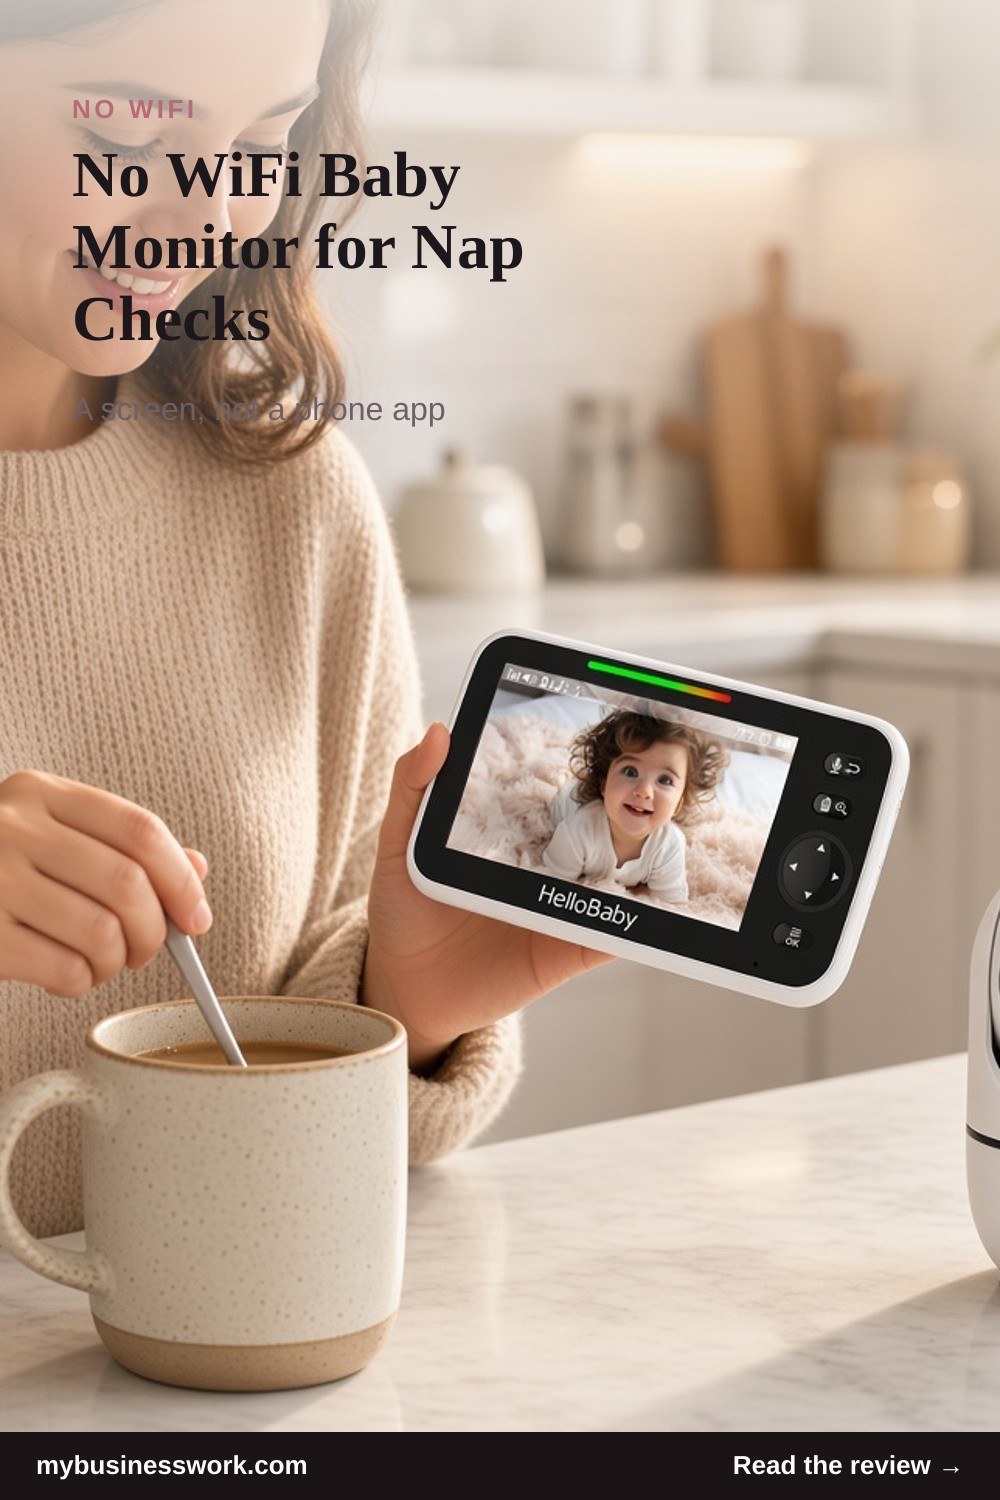 NO WIFI
No WiFi Baby
Monitor for Nap
Checks
A screen, not a phone app
HelloBaby
OK
mybusinesswork.com
Read the review →